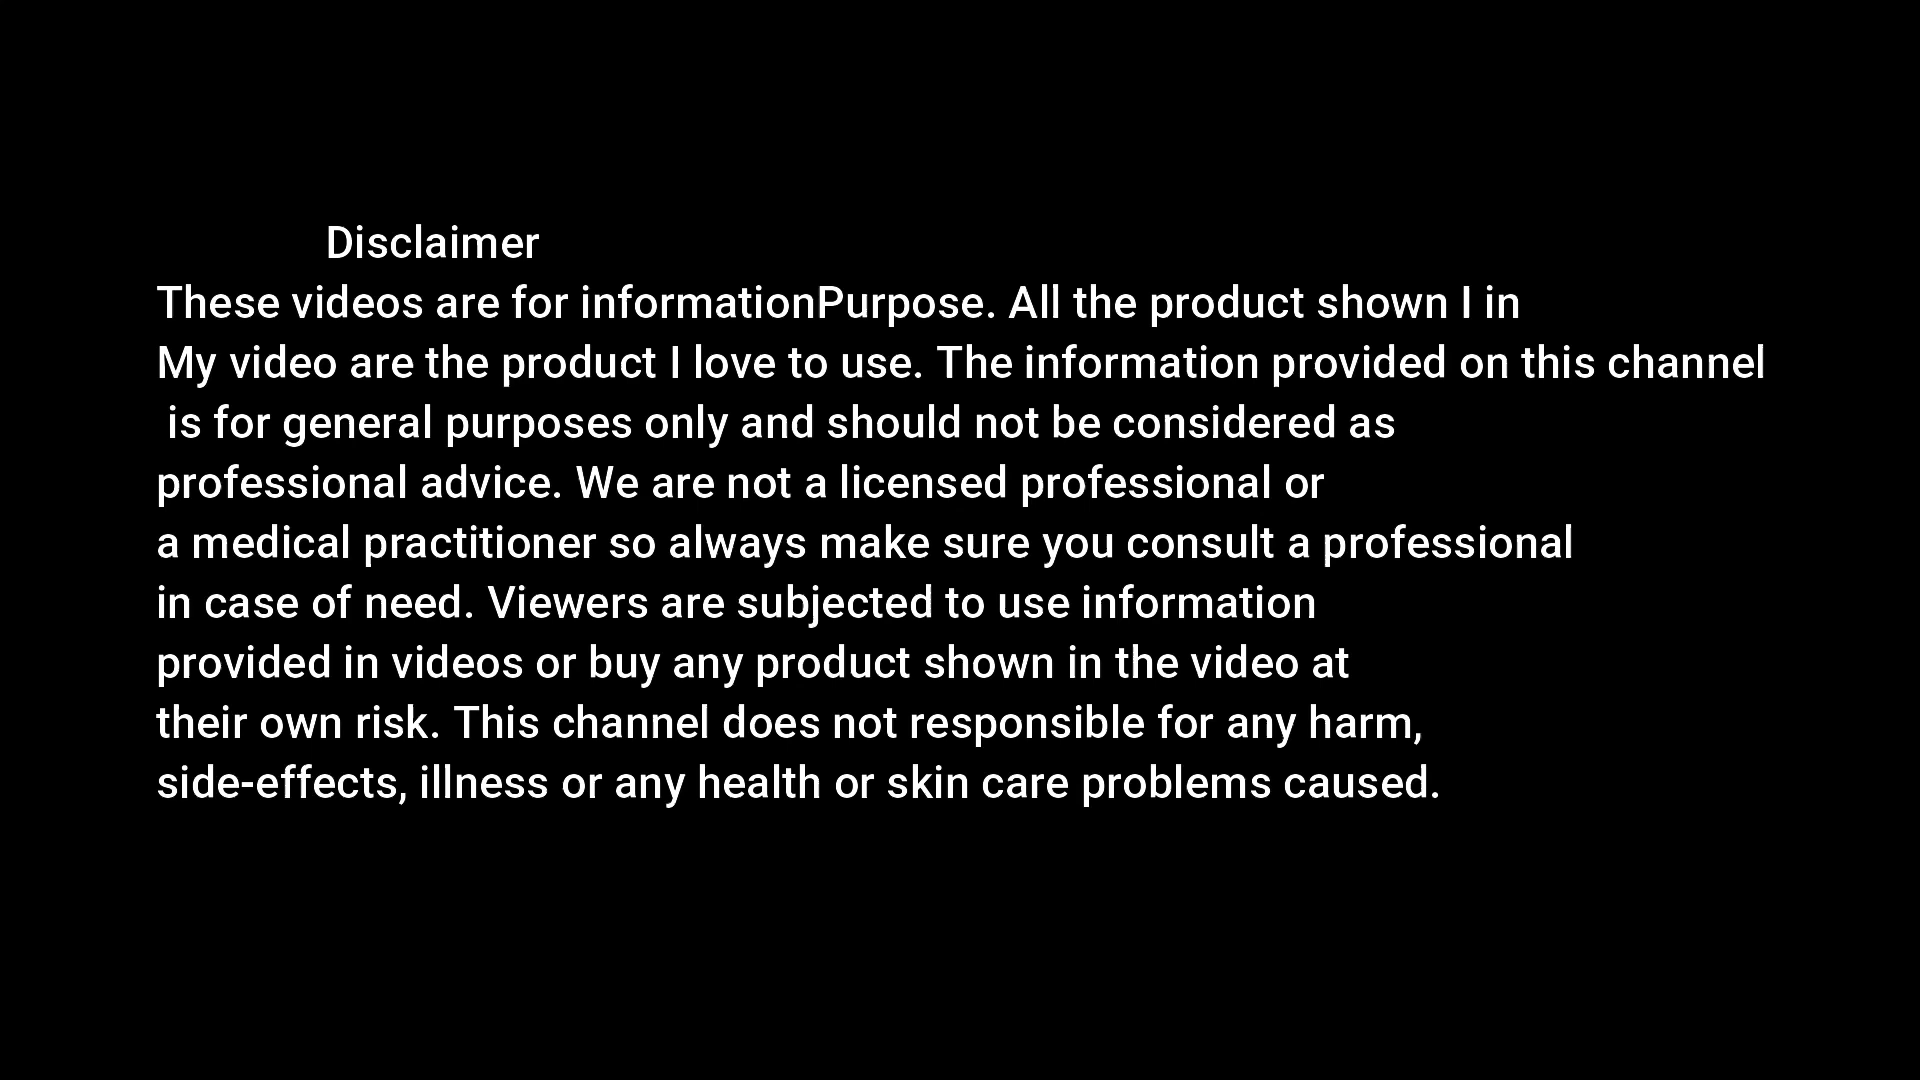 Disclaimer
These videos are for informationPurpose. All the product shown I in
My video are the product I love to use. The information provided on this channel
is for general purposes only and should not be considered as
professional advice. We are not a licensed professional or
a medical practitioner so always make sure you consult a professional
in case of need. Viewers are subjected to use information
provided in videos or buy any product shown in the video at
their own risk. This channel does not responsible for any harm,
side-effects, illness or any health or skin care problems caused.